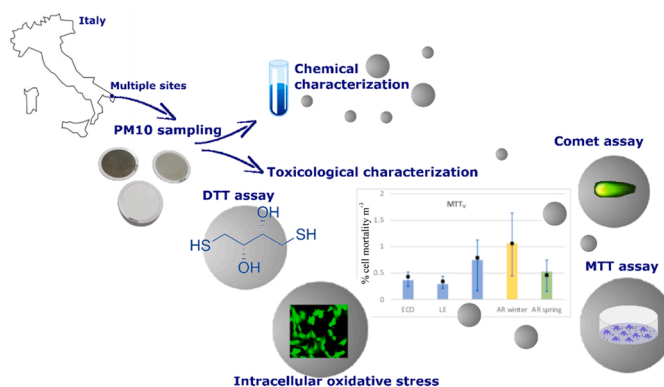 Italy
Multiple sites
PM10 sampling
Chemical
characterization
Toxicological characterization
DTT assay
OH
SH
HS
OH
Comet assay
MTT assay
Intracellular oxidative stress
% cell mortality m⁻³
MTTᵥ
2
1.5
1
0.5
0
ECO
LE
AR winter
AR spring